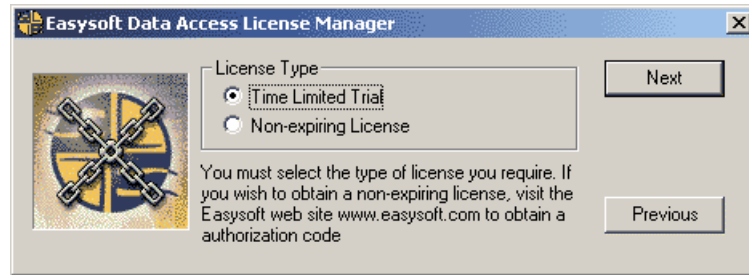 Easysoft Data Access License Manager
License Type
Time Limited Trial
Non-expiring License
Next
You must select the type of license you require. If
you wish to obtain a non-expiring license, visit the
Easysoft web site www.easysoft.com to obtain a
authorization code
Previous